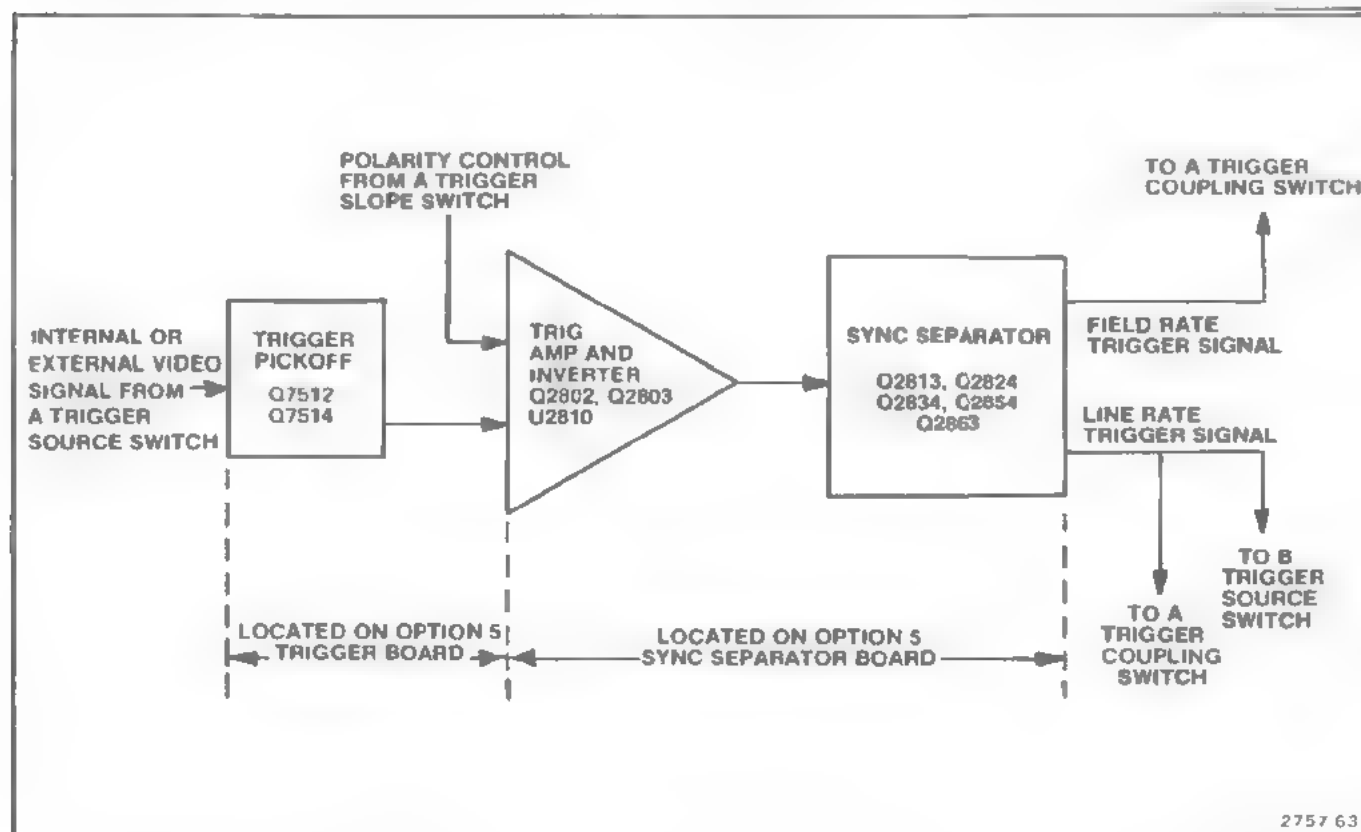 POLARITY CONTROL
FROM A TRIGGER
SLOPE SWITCH
TO A TRIGGER
COUPLING SWITCH
INTERNAL OR
EXTERNAL VIDEO
SIGNAL FROM
A TRIGGER
SOURCE SWITCH
TRIGGER
PICKOFF
Q7512
Q7514
TRIG
AMP AND
INVERTER
Q2802, Q2803
U2810
SYNC SEPARATOR
Q2813, Q2824
Q2834, Q2854
Q2863
FIELD RATE
TRIGGER SIGNAL
LINE RATE
TRIGGER SIGNAL
TO A
TRIGGER
COUPLING
SWITCH
TO B
TRIGGER
SOURCE
SWITCH
LOCATED ON OPTION 5
TRIGGER BOARD
LOCATED ON OPTION 5
SYNC SEPARATOR BOARD
2757 63